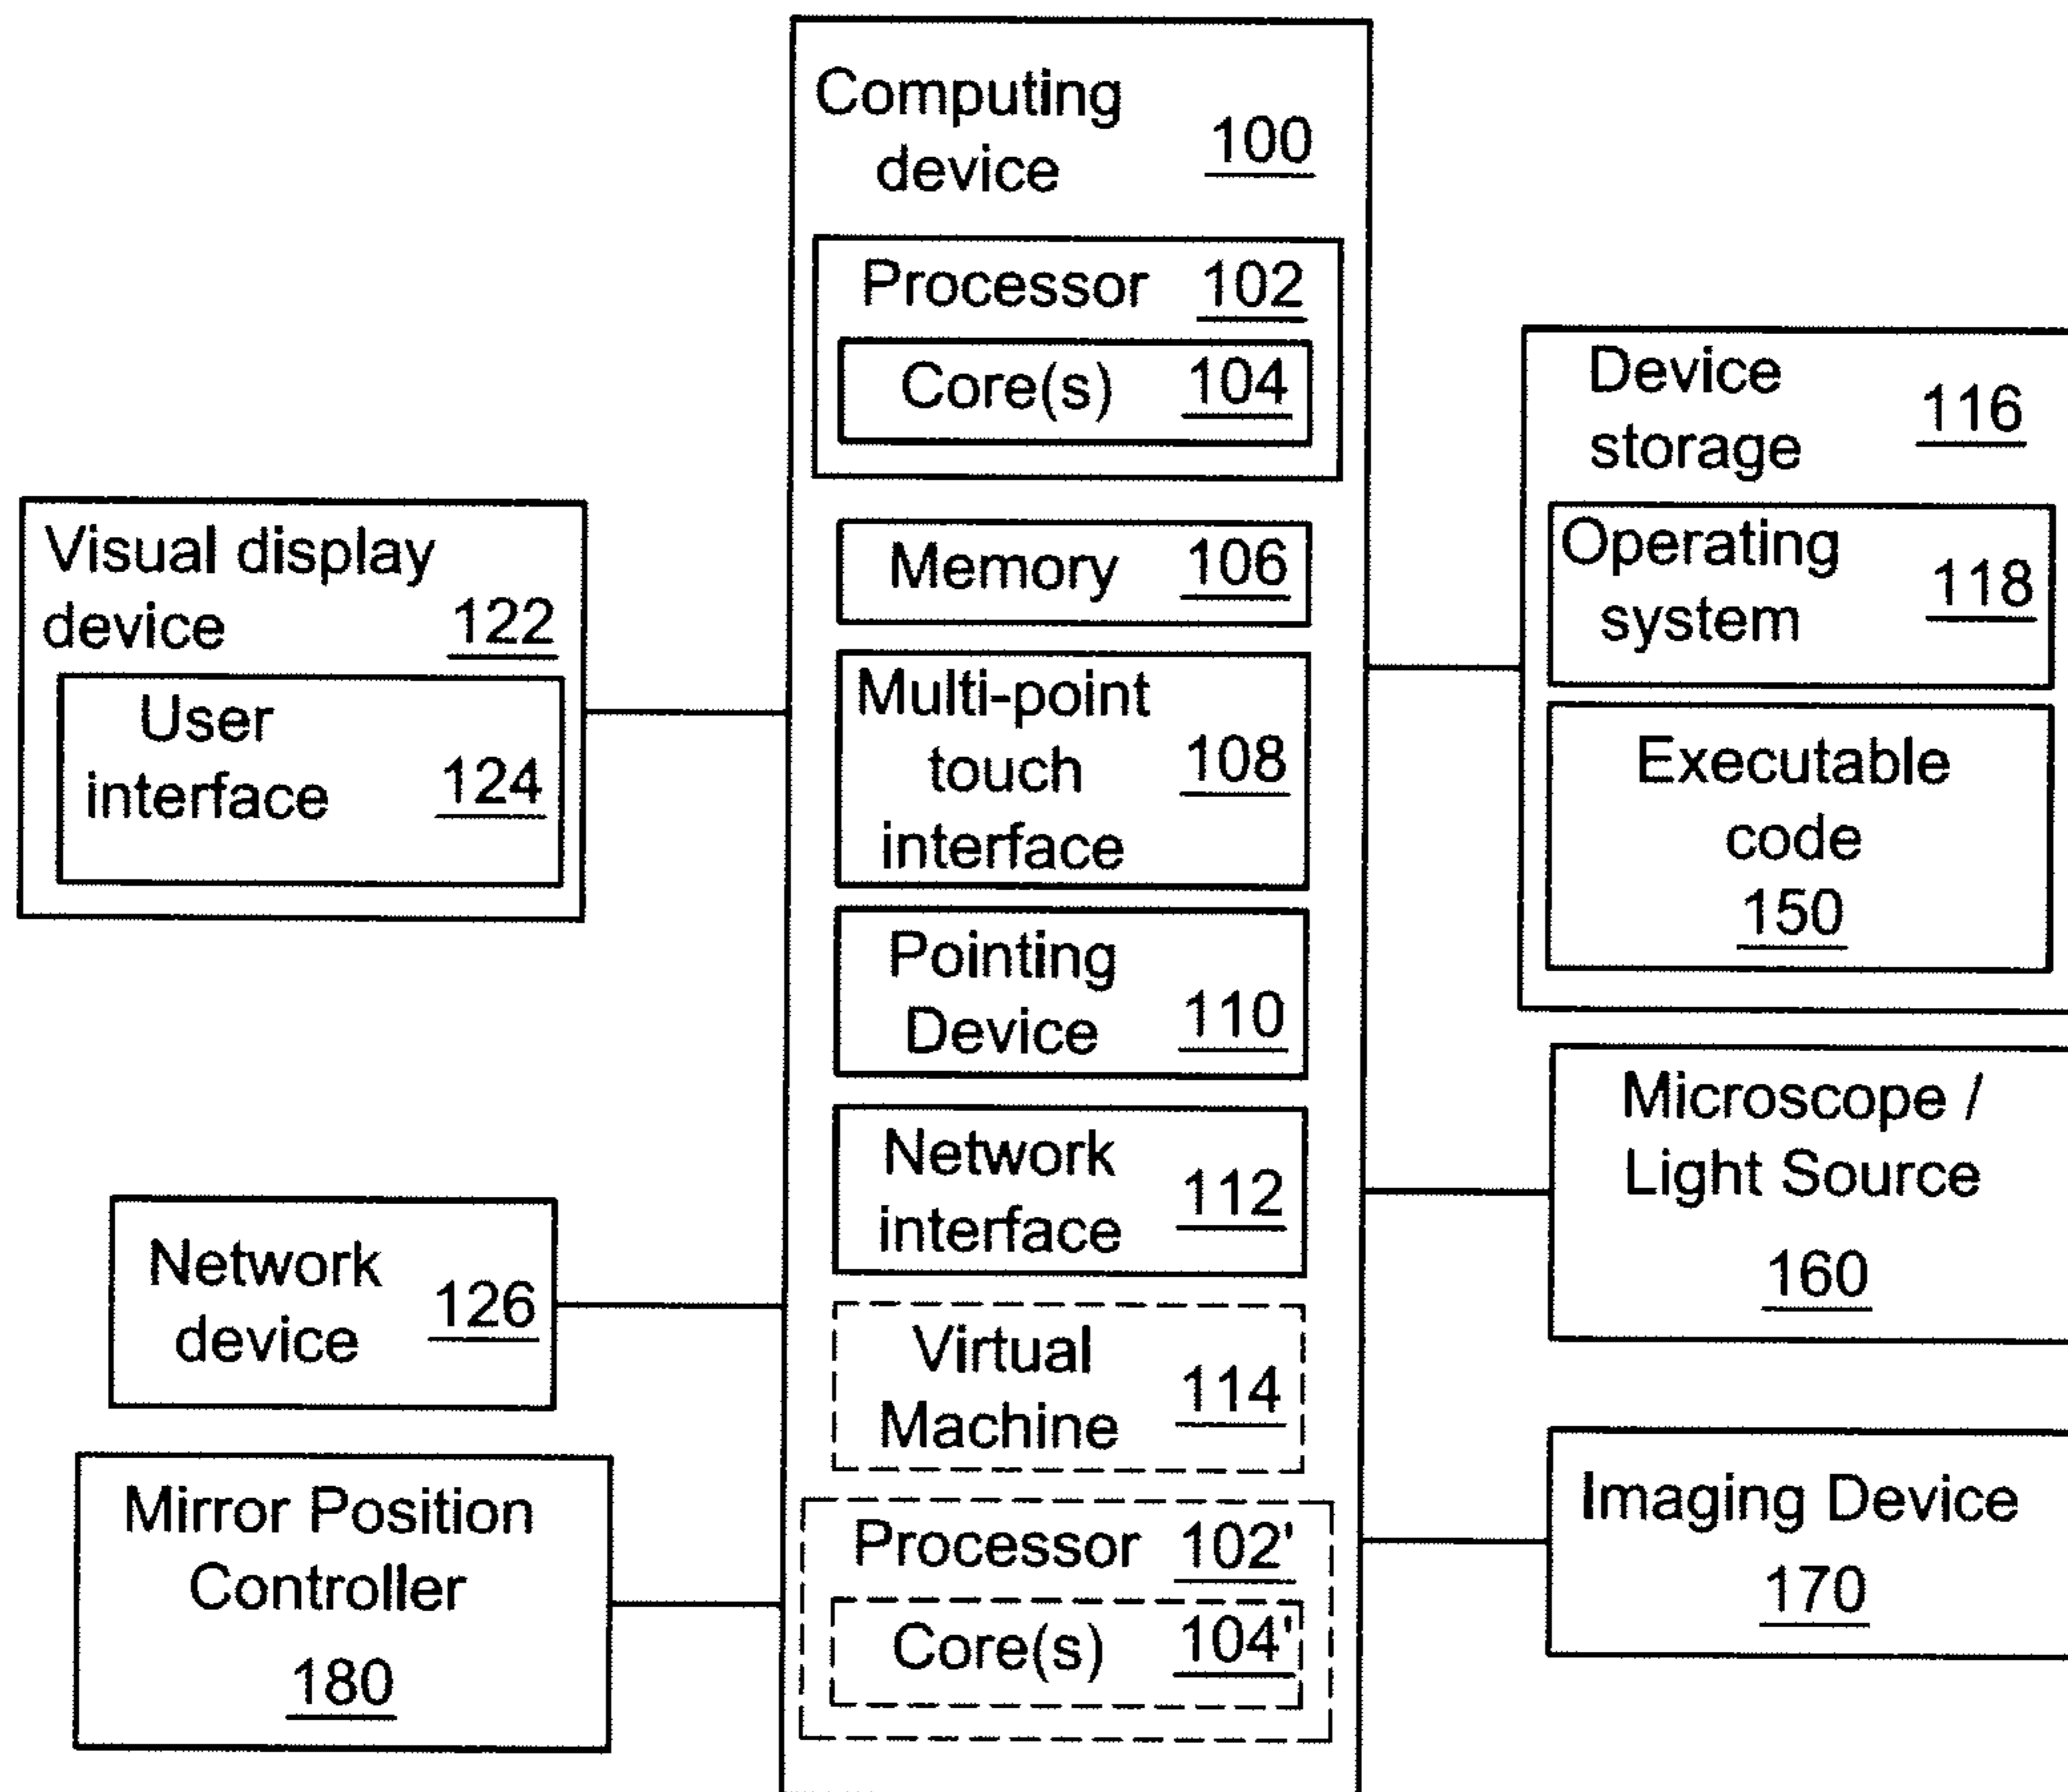 Computing
device 100
Processor 102
Core(s) 104
Memory 106
Multi-point
touch 108
interface
Pointing
Device 110
Network
interface 112
Virtual
Machine 114
Processor 102'
Core(s) 104'
Visual display
device 122
User
interface 124
Network
device 126
Mirror Position
Controller
180
Device
storage 116
Operating
system 118
Executable
code
150
Microscope /
Light Source
160
Imaging Device
170